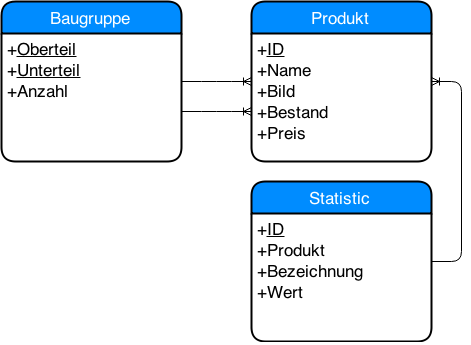 Baugruppe
+Oberteil
+Unterteil
+Anzahl
Produkt
+ID
+Name
+Bild
+Bestand
+Preis
Statistic
+ID
+Produkt
+Bezeichnung
+Wert